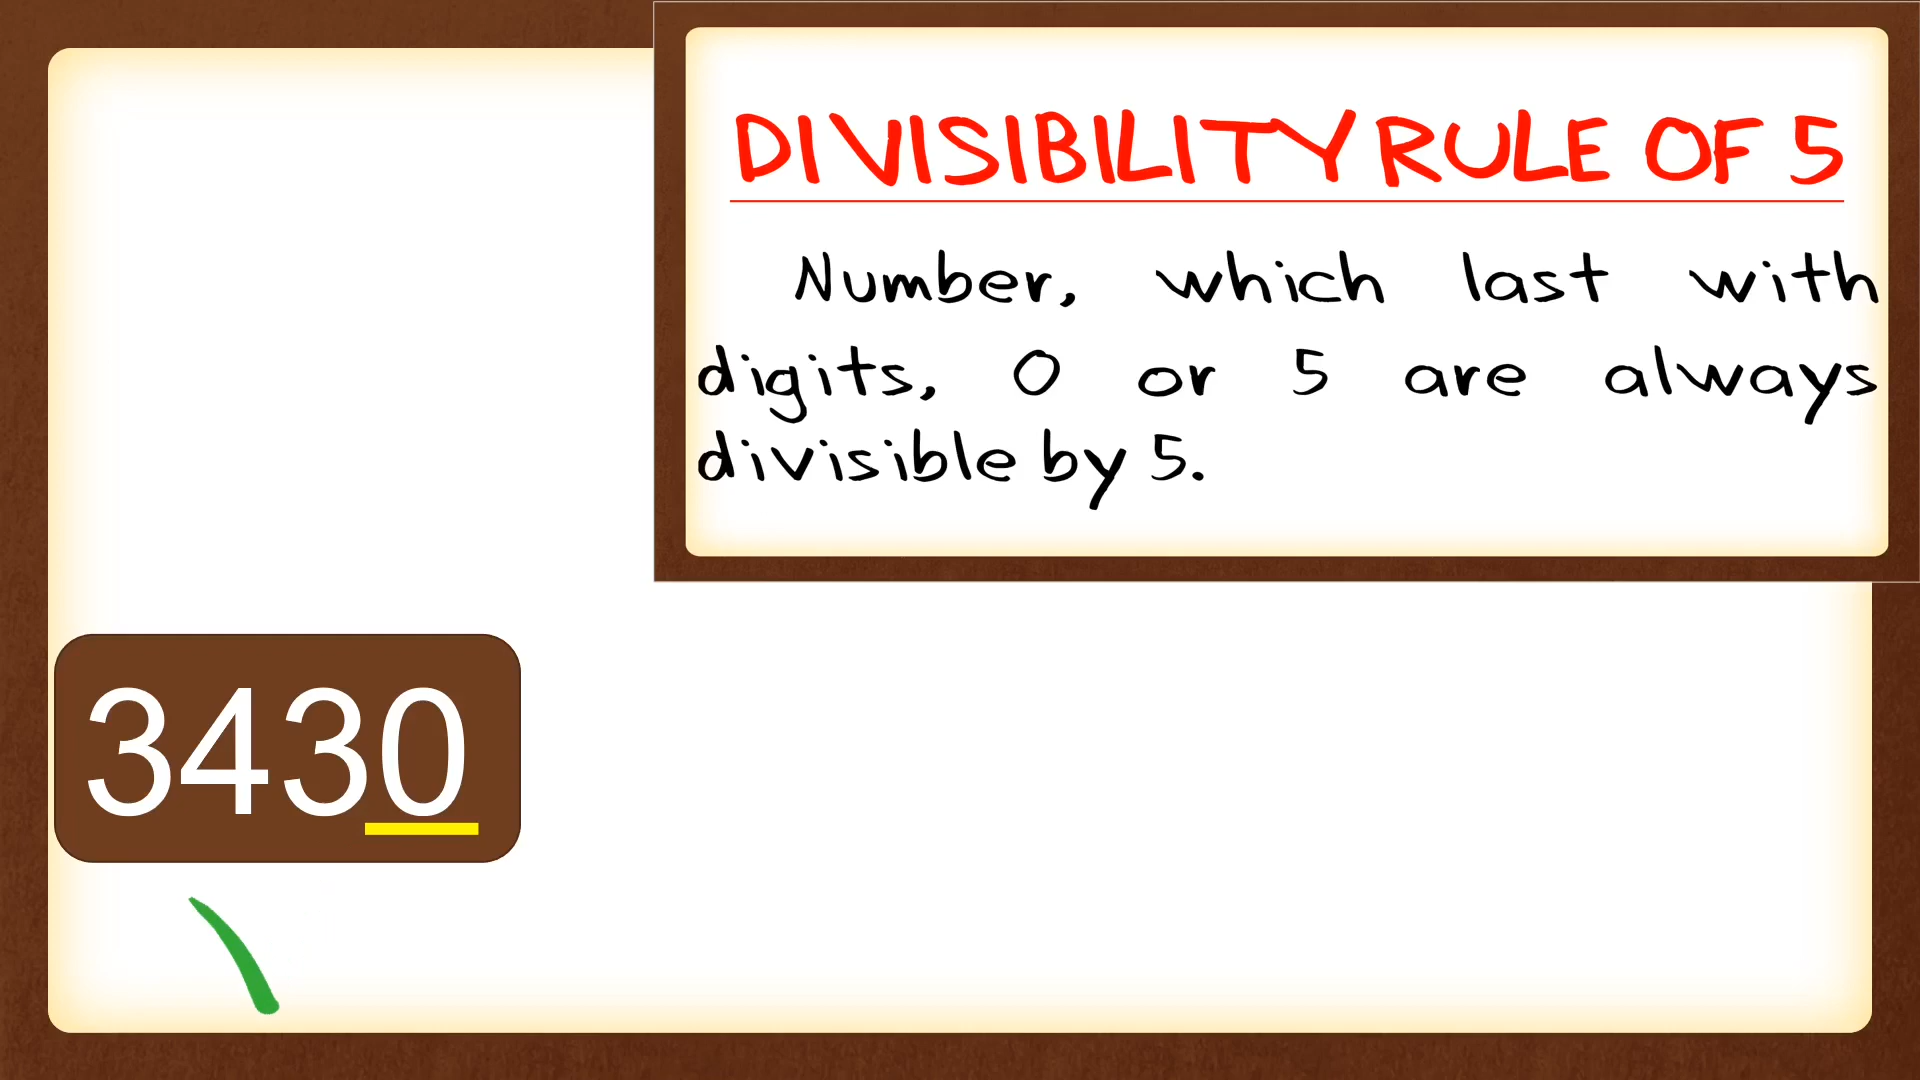 DIVISIBILITY RULE OF 5
Number, which last with
digits, 0 or 5 are always
divisible by 5.
3430